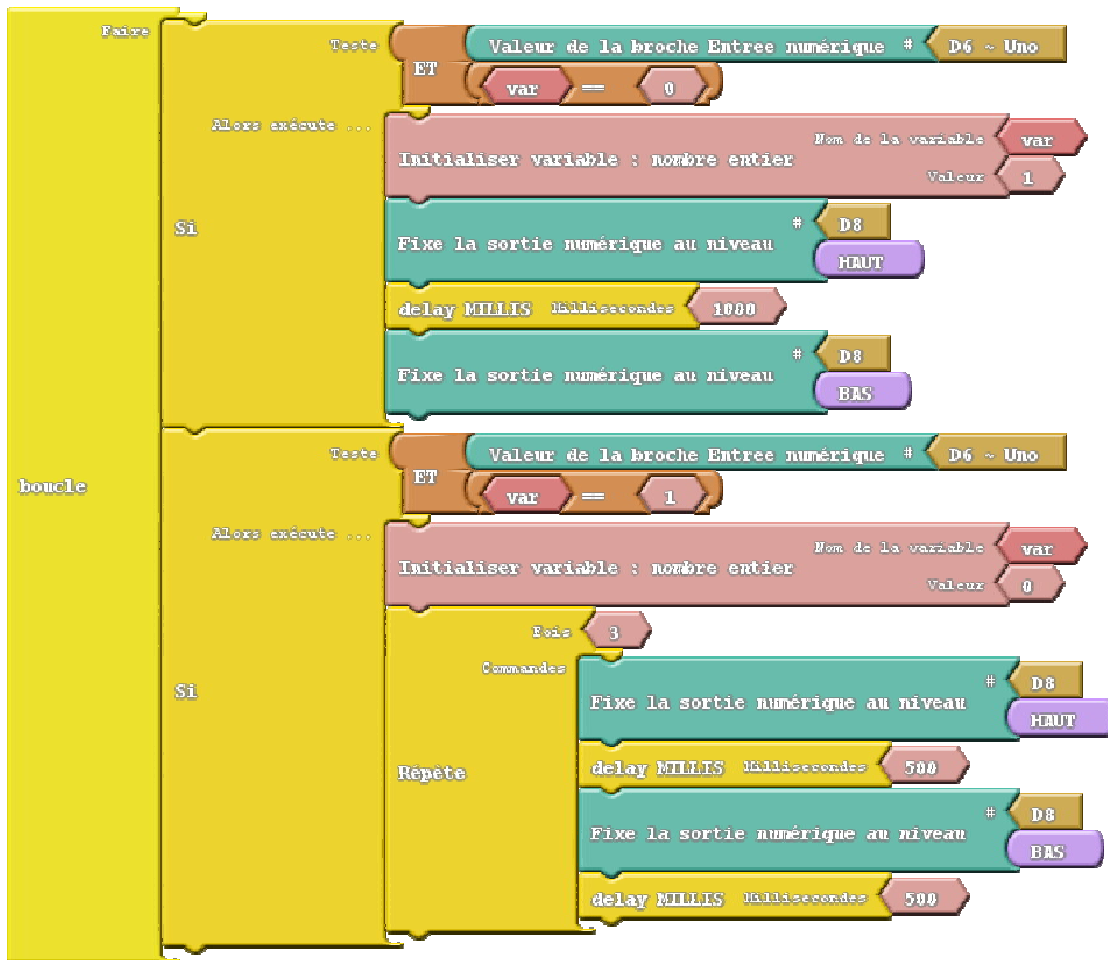 Faire
Teste
Valeur de la broche Entree numérique # D6 ~ Uno
ET
var == 0
Alors exécute ...
Nom de la variable var
Initialiser variable : nombre entier
Valeur 1
Si
# D8
Fixe la sortie numérique au niveau
HAUT
delay MILLIS Millisecondes 1000
# D8
Fixe la sortie numérique au niveau
BAS
Teste
Valeur de la broche Entree numérique # D6 ~ Uno
ET
boucle
var == 1
Alors exécute ...
Nom de la variable var
Initialiser variable : nombre entier
Valeur 0
Fois 3
Commandes
# D8
Si
Fixe la sortie numérique au niveau
HAUT
Répète
delay MILLIS Millisecondes 500
# D8
Fixe la sortie numérique au niveau
BAS
delay MILLIS Millisecondes 500